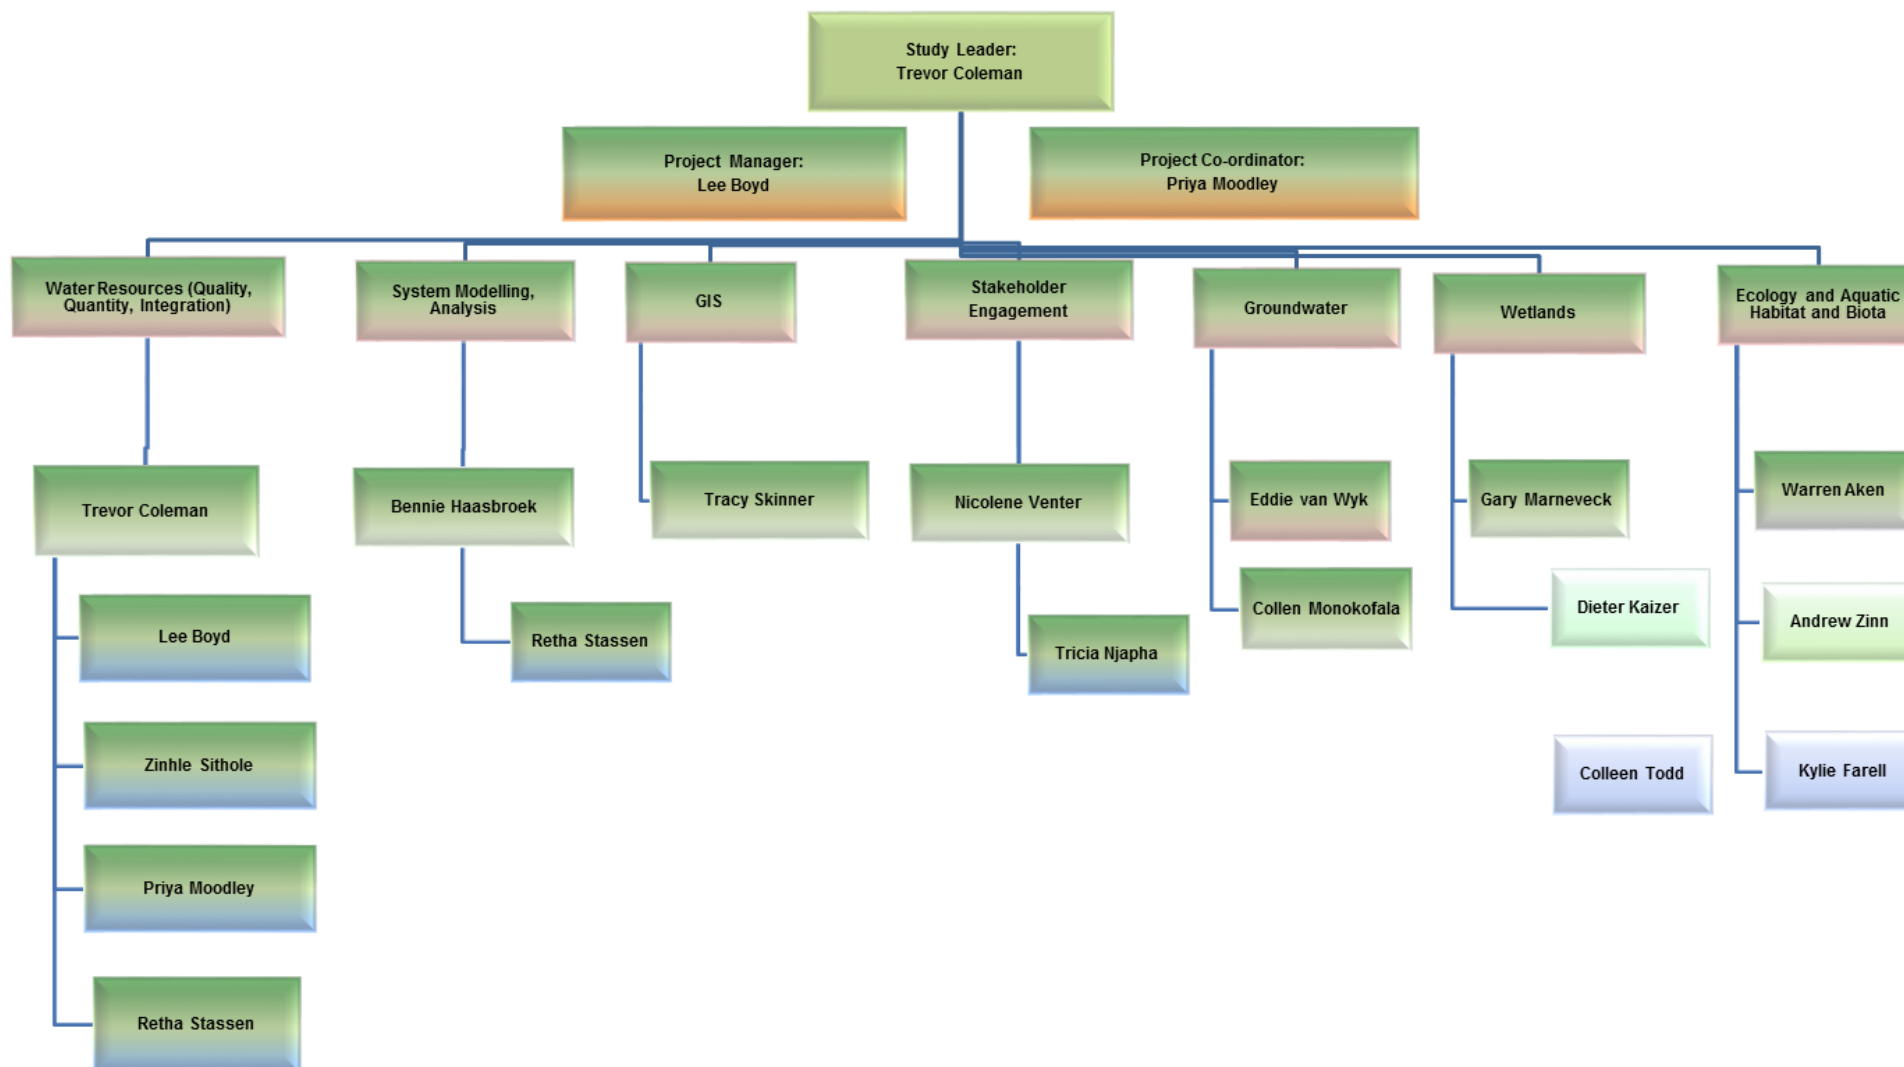 Study Leader:
Trevor Coleman
Project Manager:
Lee Boyd
Project Co-ordinator:
Priya Moodley
Water Resources (Quality,
Quantity, Integration)
System Modelling,
Analysis
GIS
Stakeholder
Engagement
Groundwater
Wetlands
Ecology and Aquatic
Habitat and Biota
Trevor Coleman
Bennie Haasbroek
Tracy Skinner
Nicolene Venter
Eddie van Wyk
Gary Marneveck
Warren Aken
Lee Boyd
Retha Stassen
Tricia Njapha
Collen Monokofala
Dieter Kaizer
Andrew Zinn
Zinhle Sithole
Colleen Todd
Kylie Farell
Priya Moodley
Retha Stassen